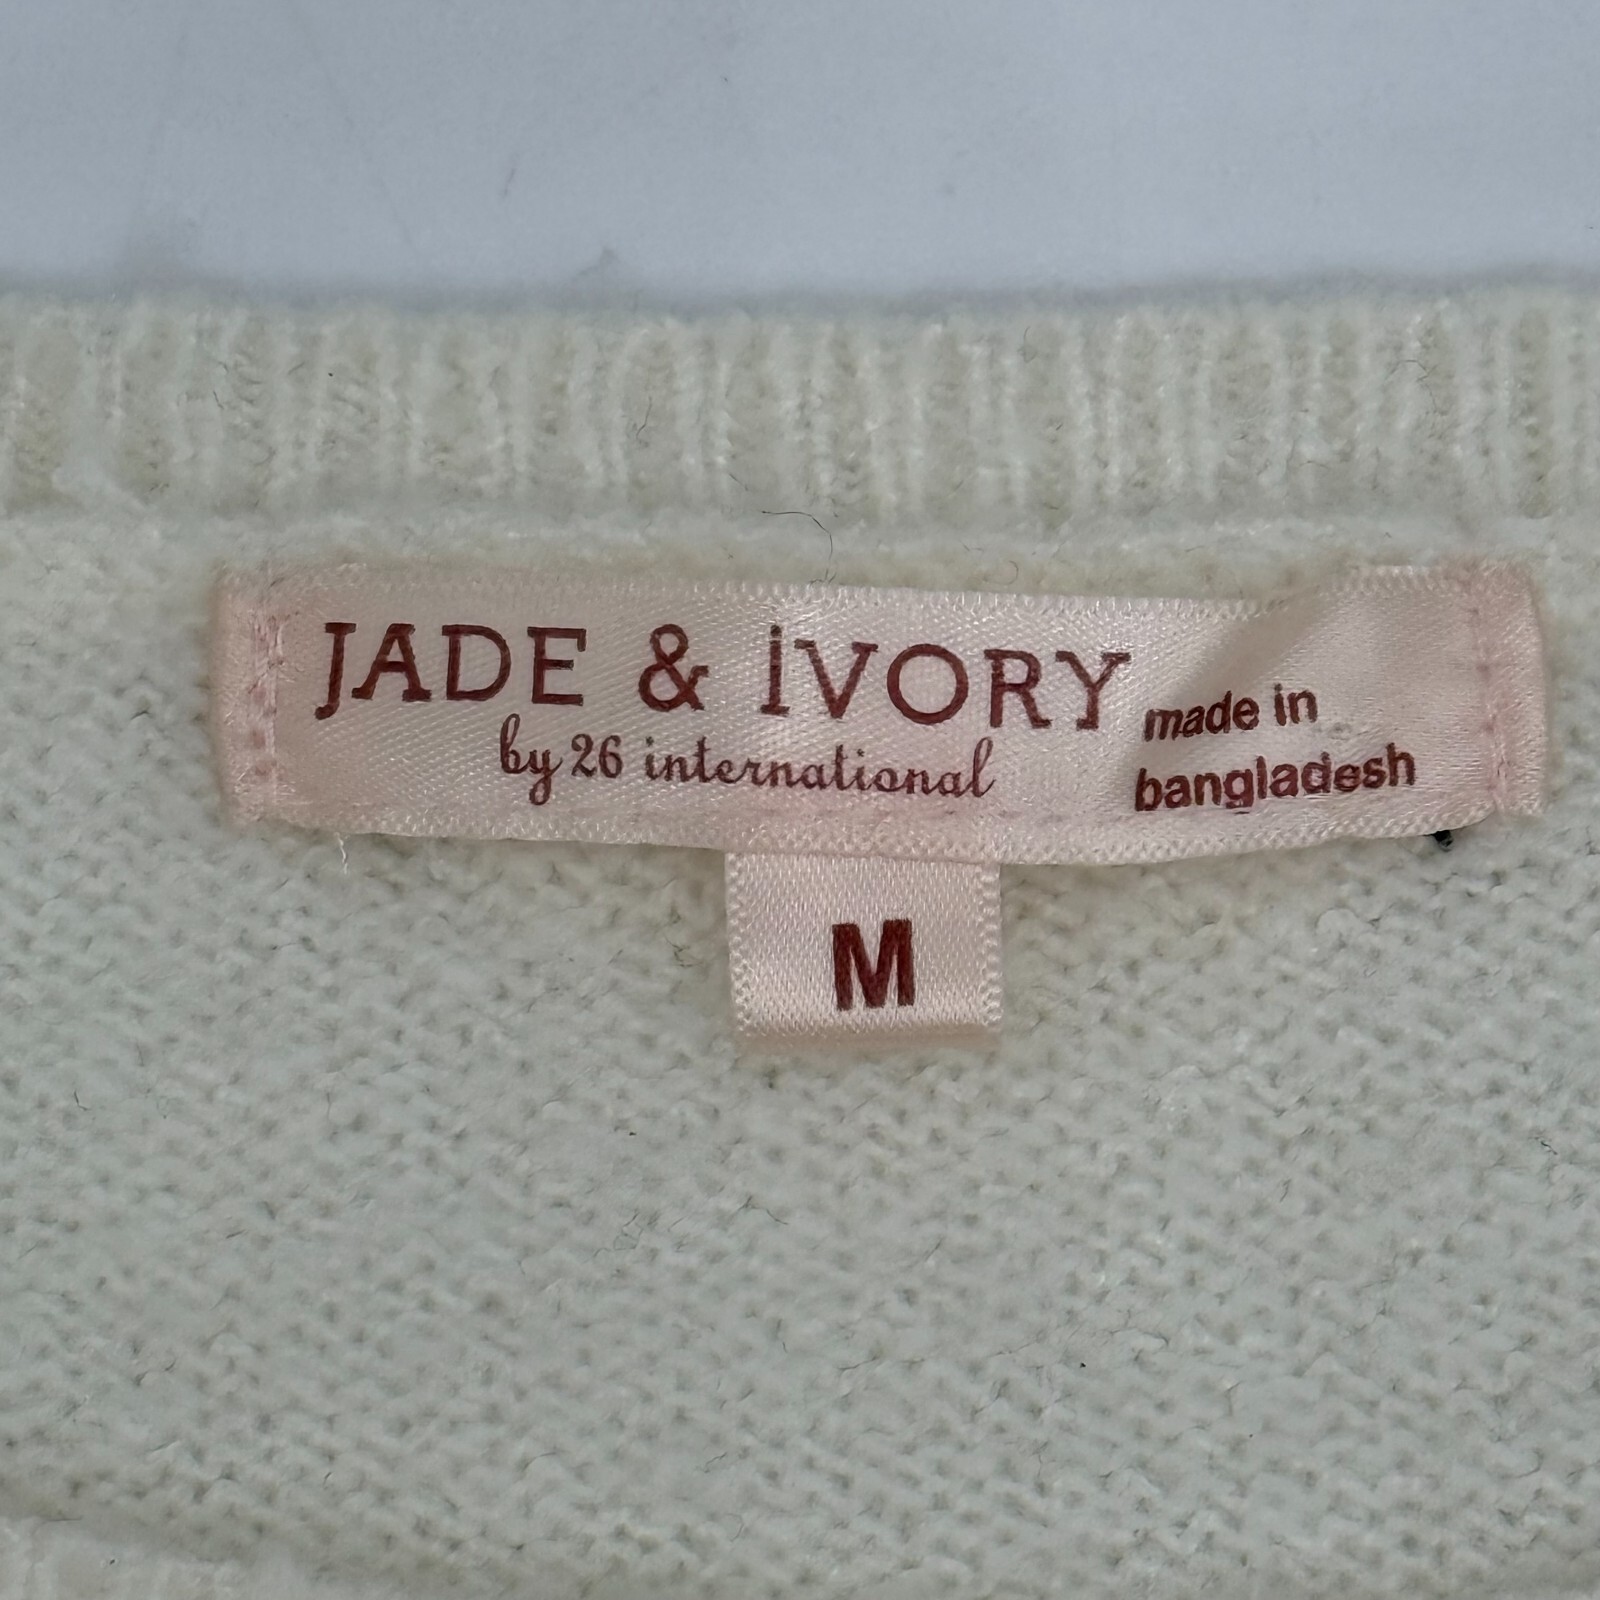 JADE & iVORY
by 26 international
made in
bangladesh
M